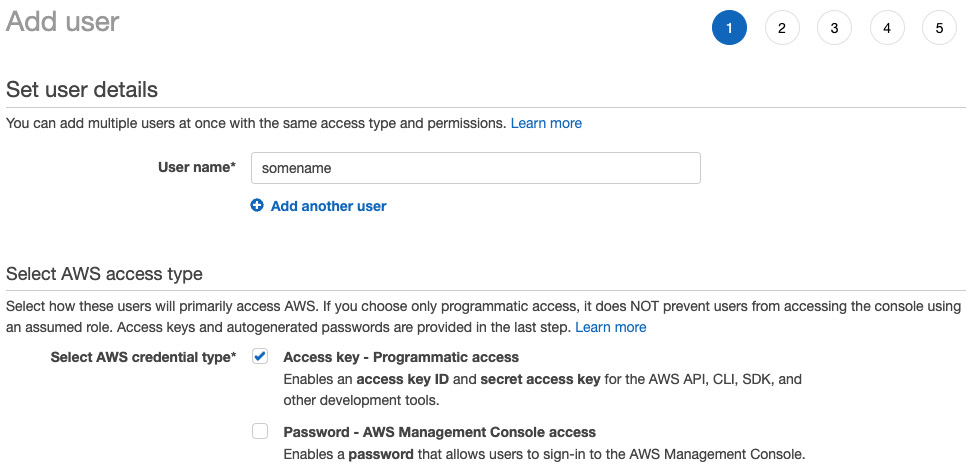 Add user
1 2 3 4 5
Set user details
You can add multiple users at once with the same access type and permissions. Learn more
User name* somename
Add another user
Select AWS access type
Select how these users will primarily access AWS. If you choose only programmatic access, it does NOT prevent users from accessing the console using
an assumed role. Access keys and autogenerated passwords are provided in the last step. Learn more
Select AWS credential type* Access key - Programmatic access
Enables an access key ID and secret access key for the AWS API, CLI, SDK, and
other development tools.
Password - AWS Management Console access
Enables a password that allows users to sign-in to the AWS Management Console.